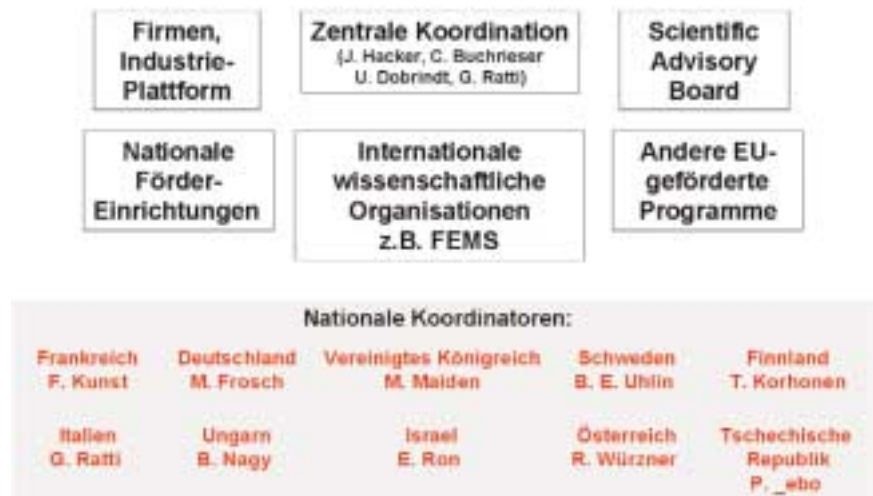 Firmen,
Industrie-
Plattform
Zentrale Koordination
(J. Hacker, C. Buchrieser
U. Dobrindt, G. Ratti)
Scientific
Advisory
Board
Nationale
Förder-
Einrichtungen
Internationale
wissenschaftliche
Organisationen
z.B. FEMS
Andere EU-
geförderte
Programme
Nationale Koordinatoren:
Frankreich
F. Kunst
Deutschland
M. Frosch
Vereinigtes Königreich
M. Maiden
Schweden
B. E. Uhlin
Finnland
T. Korhonen
Italien
G. Ratti
Ungarn
B. Nagy
Israel
E. Ron
Österreich
R. Würzner
Tschechische
Republik
P. _ebo